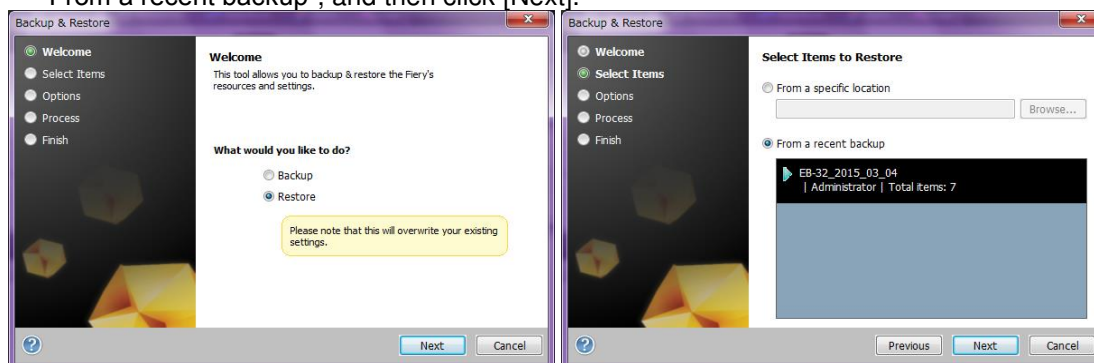 "From a recent backup", and then click [Next].
Backup & Restore
Welcome
Select Items
Options
Process
Finish
Welcome
This tool allows you to backup & restore the Fiery's
resources and settings.
What would you like to do?
Backup
Restore
Please note that this will overwrite your existing
settings.
Next
Cancel
Backup & Restore
Welcome
Select Items
Options
Process
Finish
Select Items to Restore
From a specific location
Browse...
From a recent backup
EB-32_2015_03_04
| Administrator | Total items: 7
Previous
Next
Cancel